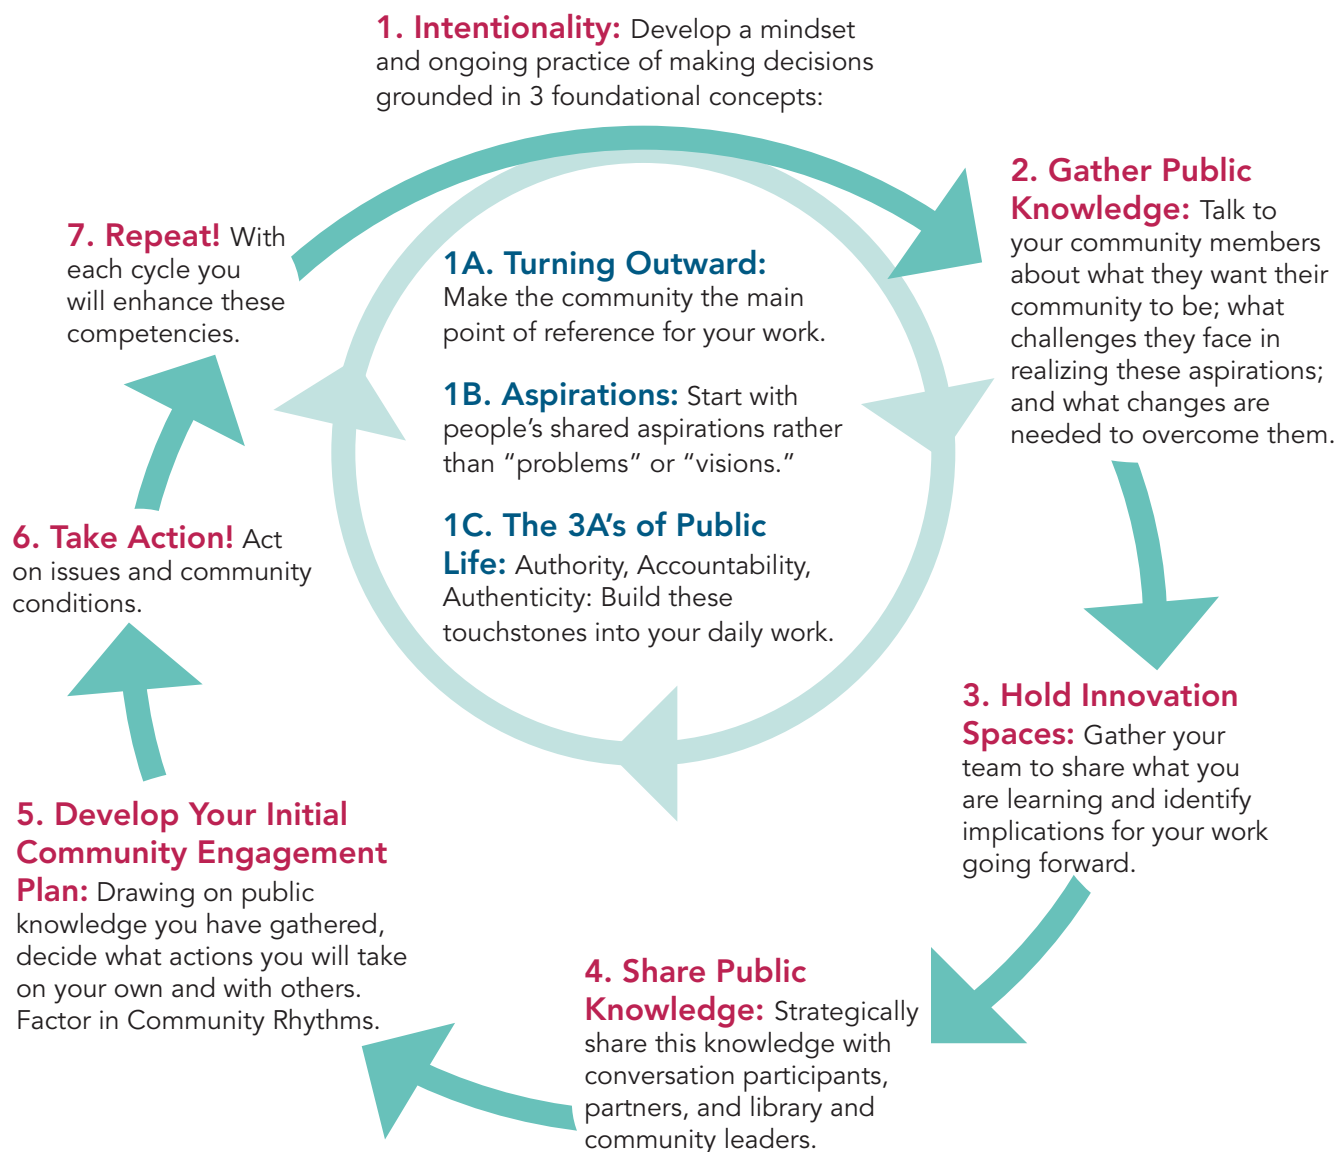 1. Intentionality: Develop a mindset
and ongoing practice of making decisions
grounded in 3 foundational concepts:
1A. Turning Outward:
Make the community the main
point of reference for your work.
1B. Aspirations: Start with
people’s shared aspirations rather
than “problems” or “visions.”
1C. The 3A’s of Public
Life: Authority, Accountability,
Authenticity: Build these
touchstones into your daily work.
2. Gather Public
Knowledge: Talk to
your community members
about what they want their
community to be; what
challenges they face in
realizing these aspirations;
and what changes are
needed to overcome them.
3. Hold Innovation
Spaces: Gather your
team to share what you
are learning and identify
implications for your work
going forward.
4. Share Public
Knowledge: Strategically
share this knowledge with
conversation participants,
partners, and library and
community leaders.
5. Develop Your Initial
Community Engagement
Plan: Drawing on public
knowledge you have gathered,
decide what actions you will take
on your own and with others.
Factor in Community Rhythms.
6. Take Action! Act
on issues and community
conditions.
7. Repeat! With
each cycle you
will enhance these
competencies.